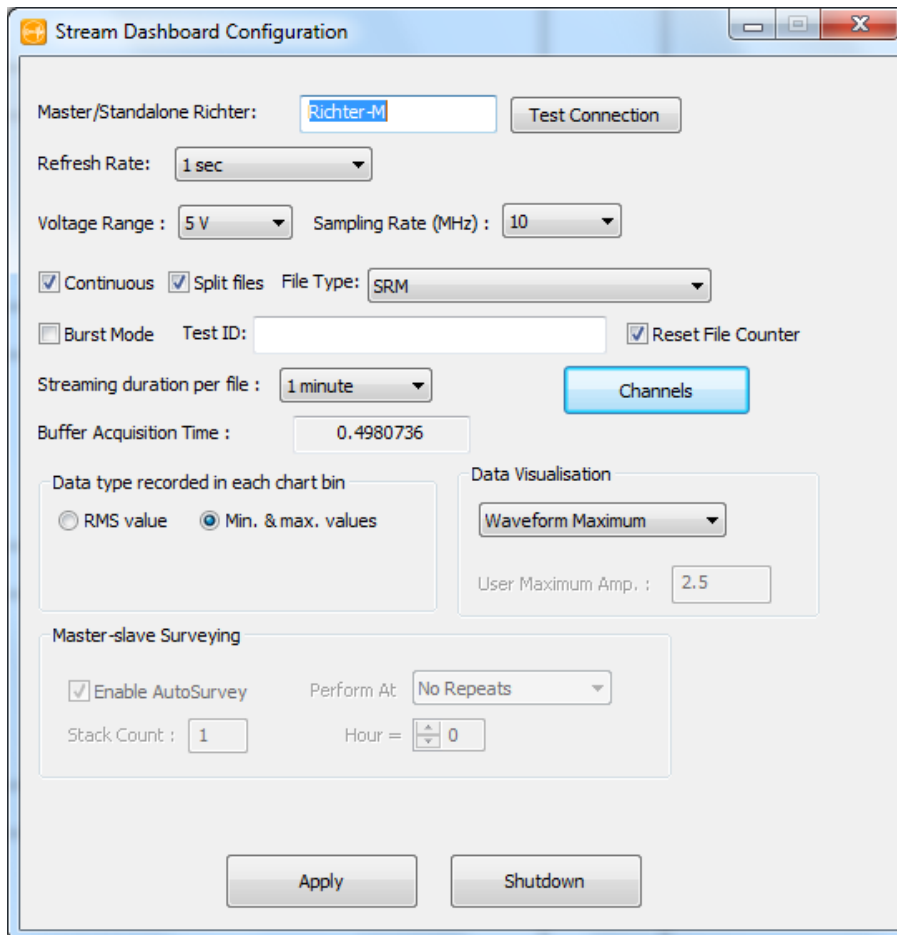 Stream Dashboard Configuration
Master/Standalone Richter: Richter-M Test Connection
Refresh Rate: 1 sec
Voltage Range : 5 V Sampling Rate (MHz) : 10
Continuous Split files File Type: SRM
Burst Mode Test ID: Reset File Counter
Streaming duration per file : 1 minute Channels
Buffer Acquisition Time : 0.4980736
Data type recorded in each chart bin
RMS value Min. & max. values
Data Visualisation
Waveform Maximum
User Maximum Amp. : 2.5
Master-slave Surveying
Enable AutoSurvey Perform At No Repeats
Stack Count : 1 Hour = 0
Apply Shutdown